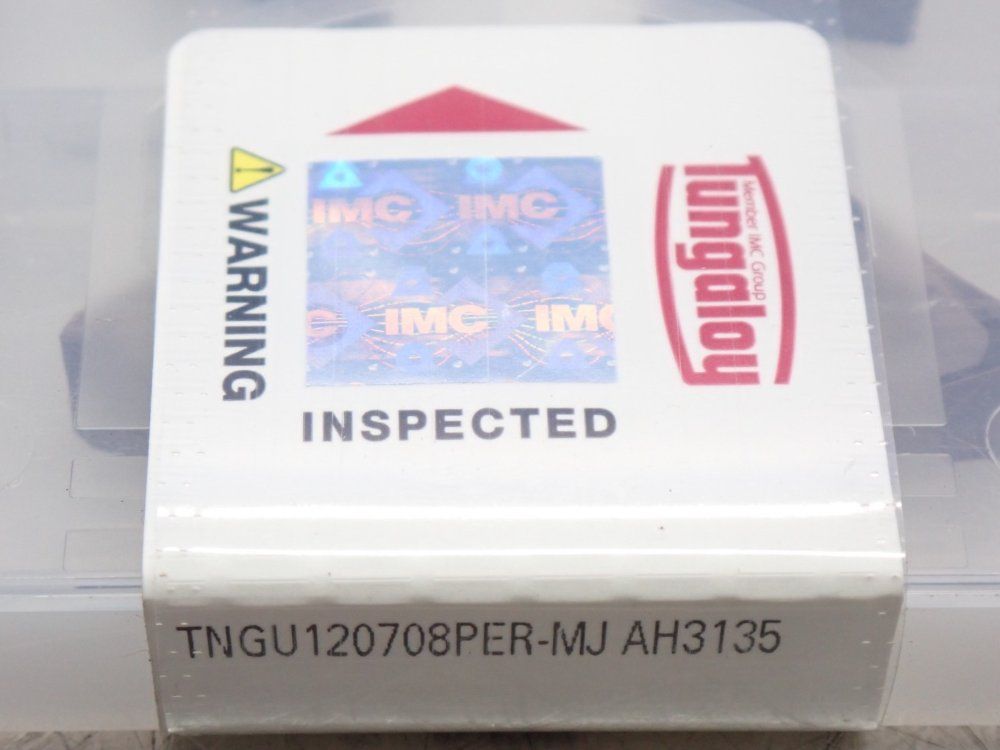 WARNING
IMC IMC
IMC IMC
INSPECTED
Tungaloy
Member IMC Group
TNGU120708PER-MJ AH3135